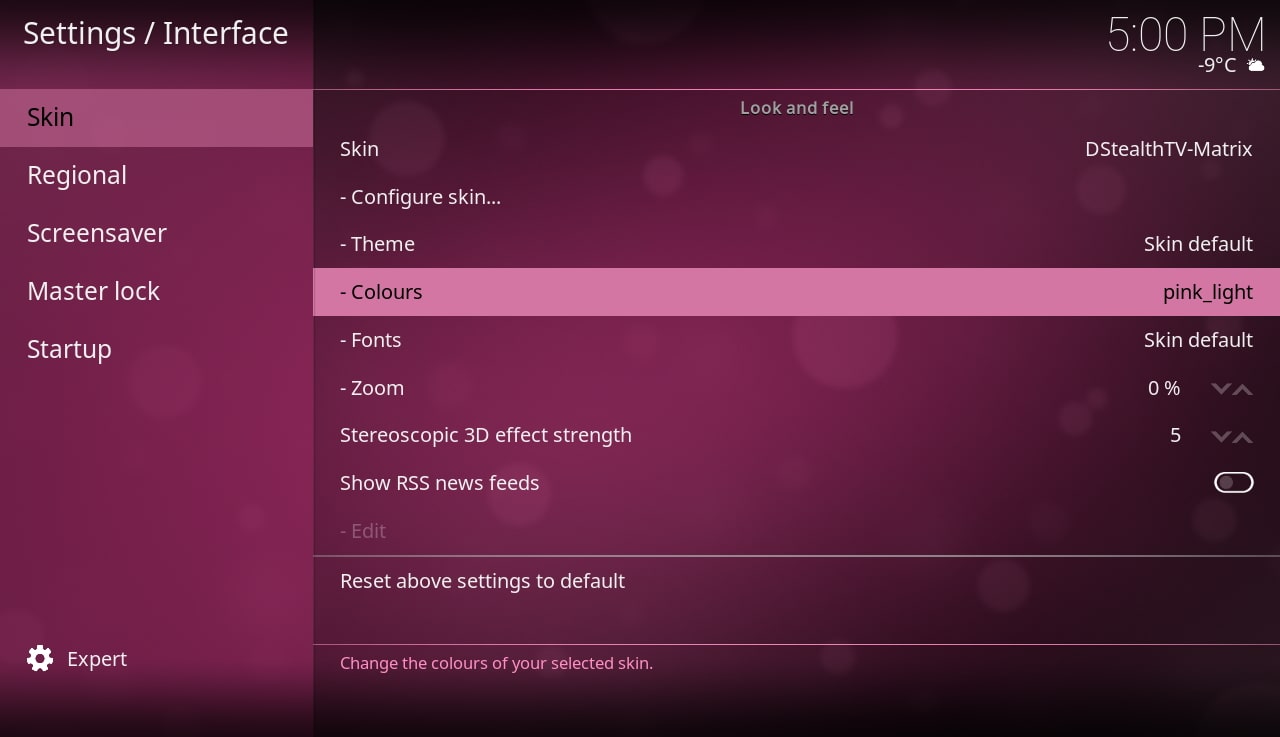 Settings / Interface
5:00 PM
-9°C
Skin
Regional
Screensaver
Master lock
Startup
Expert
Look and feel
Skin DStealthTV-Matrix
- Configure skin...
- Theme Skin default
- Colours pink_light
- Fonts Skin default
- Zoom 0 %
Stereoscopic 3D effect strength 5
Show RSS news feeds
- Edit
Reset above settings to default
Change the colours of your selected skin.